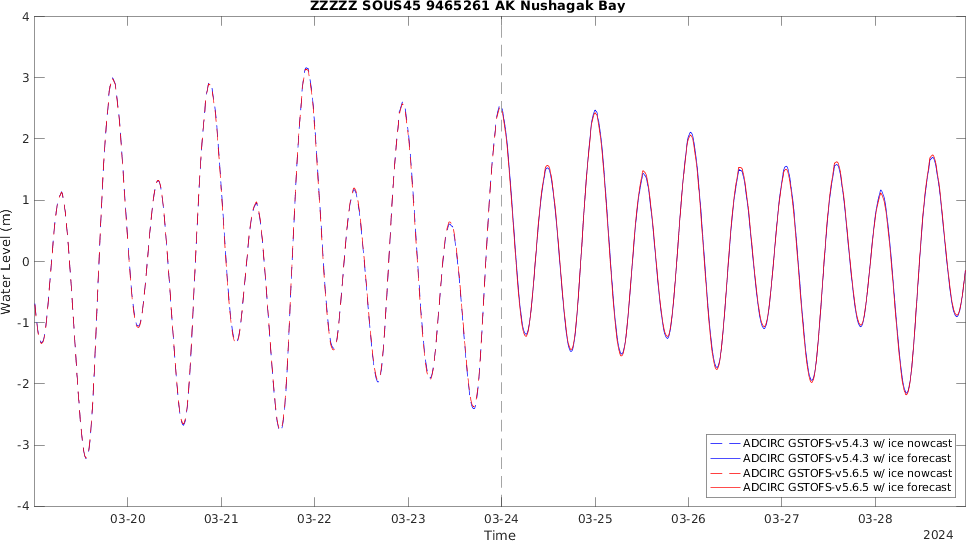 ZZZZZ SOUS45 9465261 AK Nushagak Bay
4
3
2
1
0
-1
-2
-3
-4
Water Level (m)
ADCIRC GSTOFS-v5.4.3 w/ ice nowcast
ADCIRC GSTOFS-v5.4.3 w/ ice forecast
ADCIRC GSTOFS-v5.6.5 w/ ice nowcast
ADCIRC GSTOFS-v5.6.5 w/ ice forecast
03-20 03-21 03-22 03-23 03-24 03-25 03-26 03-27 03-28
Time
2024